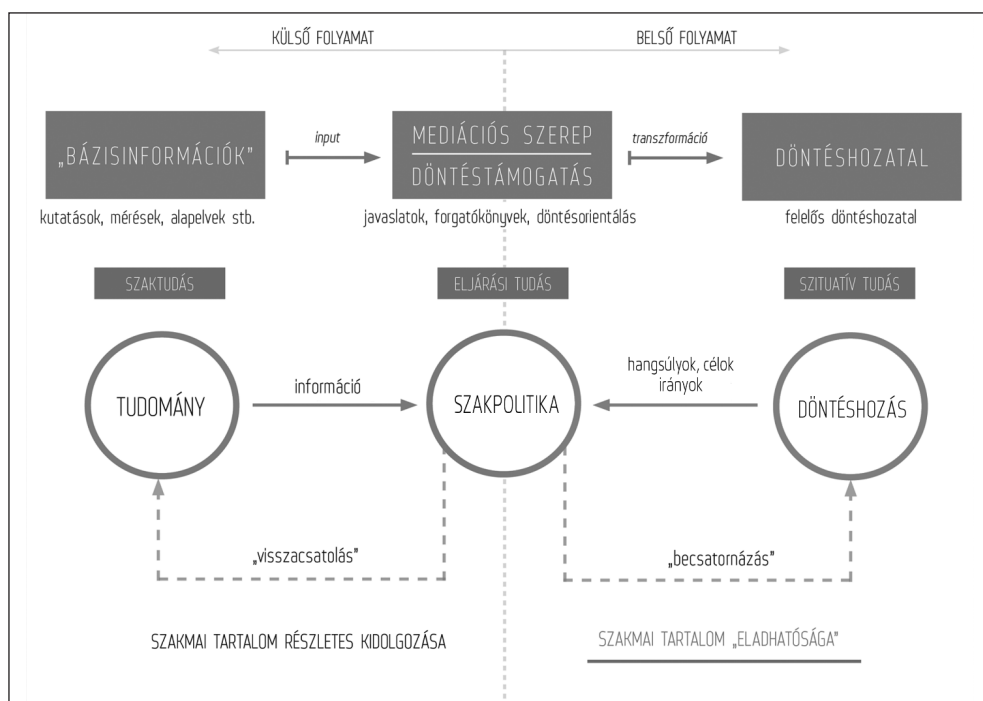 KÜLSŐ FOLYAMAT
BELSŐ FOLYAMAT
„BÁZISINFORMÁCIÓK"
input
MEDIÁCIÓS SZEREP
DÖNTÉSTÁMOGATÁS
transzformáció
DÖNTÉSHOZATAL
kutatások, mérések, alapelvek stb.
javaslatok, forgatókönyvek, döntésorientálás
felelős döntéshozatal
SZAKTUDÁS
ELJÁRÁSI TUDÁS
SZITUATÍV TUDÁS
TUDOMÁNY
információ
SZAKPOLITIKA
hangsúlyok, célok
irányok
DÖNTÉSHOZÁS
„visszacsatolás"
„becsatornázás"
SZAKMAI TARTALOM RÉSZLETES KIDOLGOZÁSA
SZAKMAI TARTALOM „ELADHATÓSÁGA"